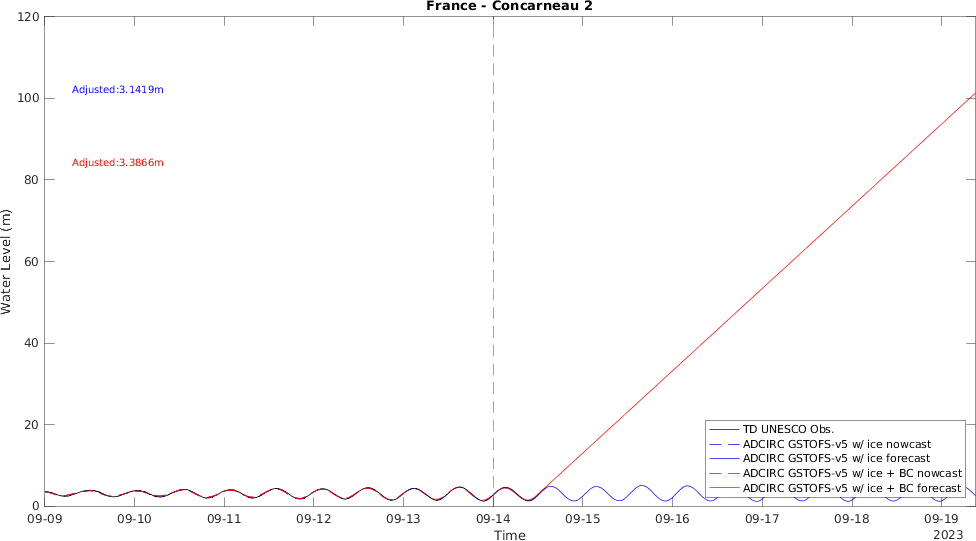 France - Concarneau 2
120
100
80
60
40
20
0
Water Level (m)
Adjusted:3.1419m
Adjusted:3.3866m
TD UNESCO Obs.
ADCIRC GSTOFS-v5 w/ ice nowcast
ADCIRC GSTOFS-v5 w/ ice forecast
ADCIRC GSTOFS-v5 w/ ice + BC nowcast
ADCIRC GSTOFS-v5 w/ ice + BC forecast
09-09 09-10 09-11 09-12 09-13 09-14 09-15 09-16 09-17 09-18 09-19
Time
2023